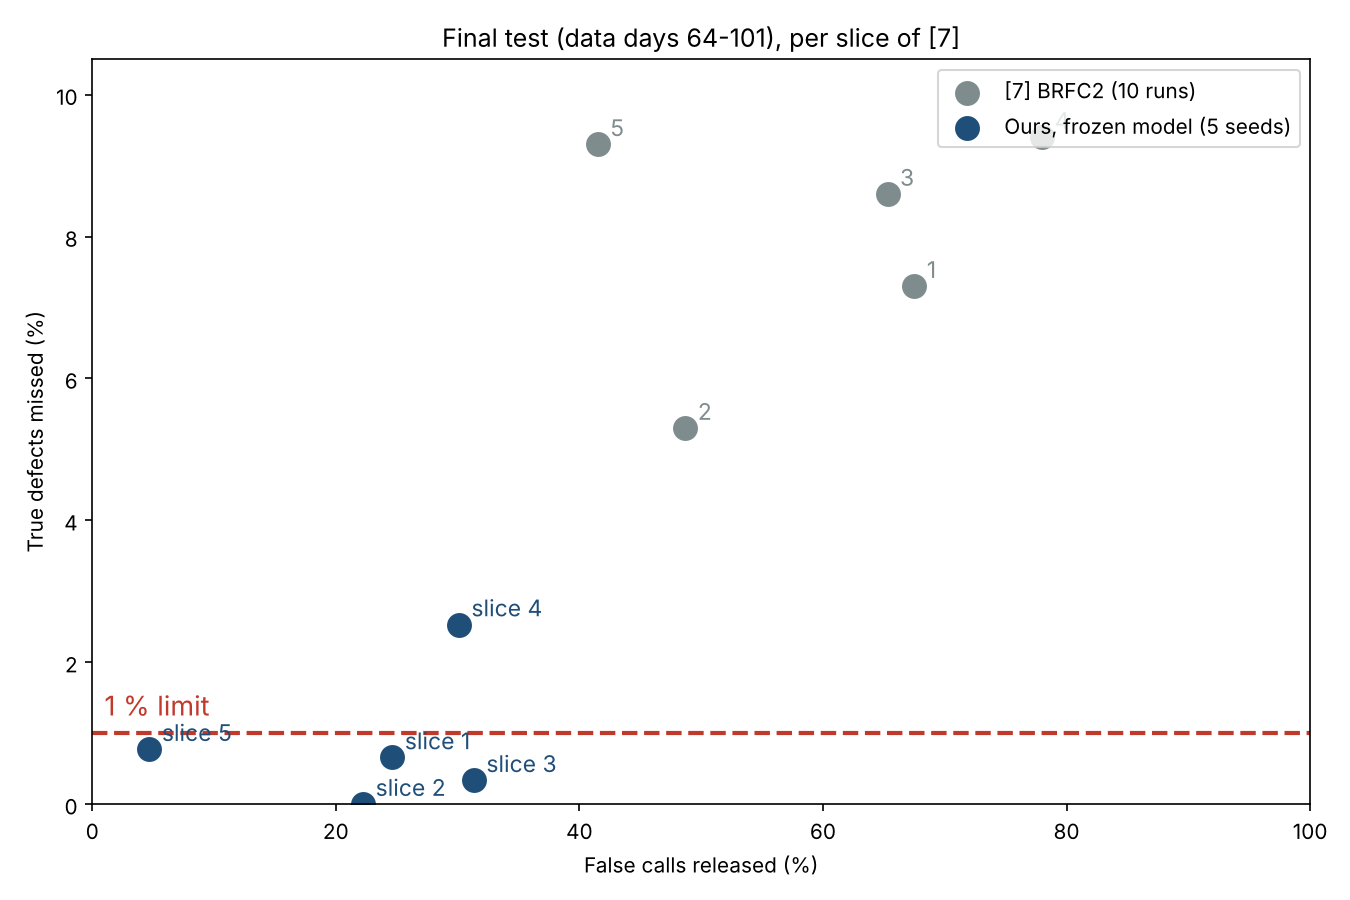 Final test (data days 64-101), per slice of [7]
[7] BRFC2 (10 runs)
Ours, frozen model (5 seeds)
4
5
3
1
2
slice 4
1 % limit
slice 5
slice 1
slice 3
slice 2
True defects missed (%)
10
8
6
4
2
0
0
20
40
60
80
100
False calls released (%)